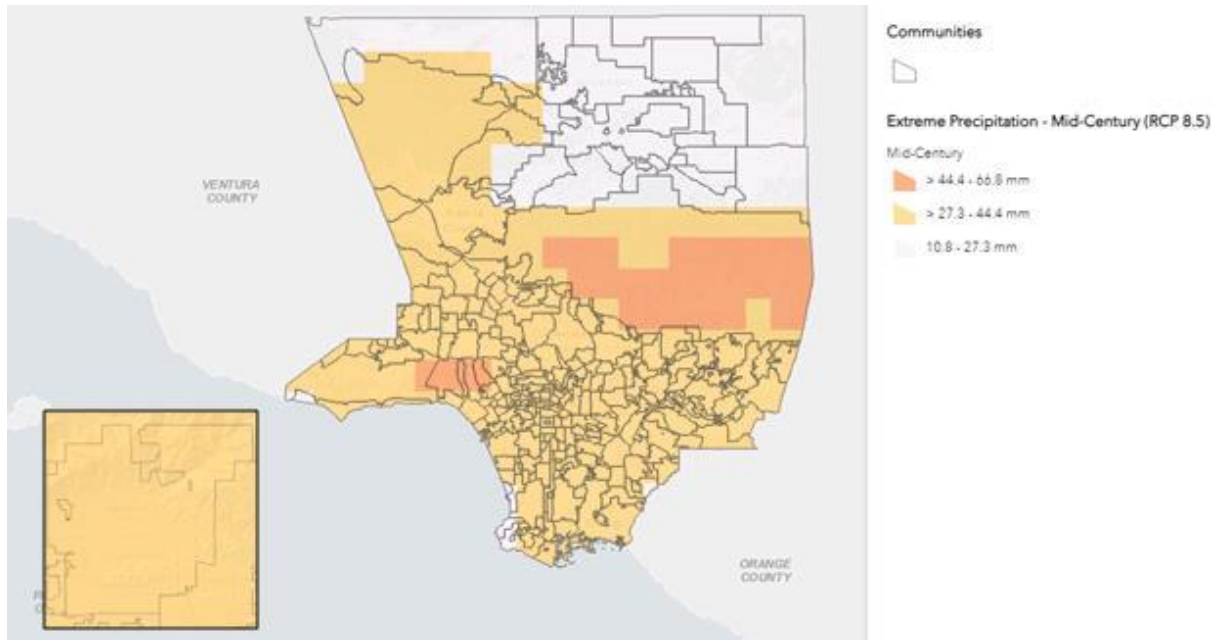 Communities
Extreme Precipitation - Mid-Century (RCP 8.5)
Mid-Century
> 44.4 - 66.8 mm
> 27.3 - 44.4 mm
10.8 - 27.3 mm
VENTURA
COUNTY
ORANGE
COUNTY